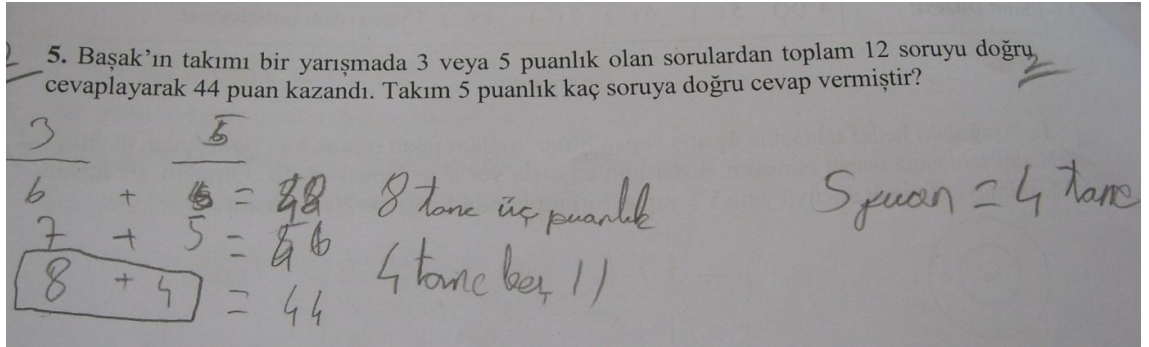 5. Başak'ın takımı bir yarışmada 3 veya 5 puanlık olan sorulardan toplam 12 soruyu doğru
cevaplayarak 44 puan kazandı. Takım 5 puanlık kaç soruya doğru cevap vermiştir?
3 5
6 + 6 = 48 8 tane üç puanlık 5 puan = 4 tane
7 + 5 = 46
8 + 4 = 44 4 tane beş //